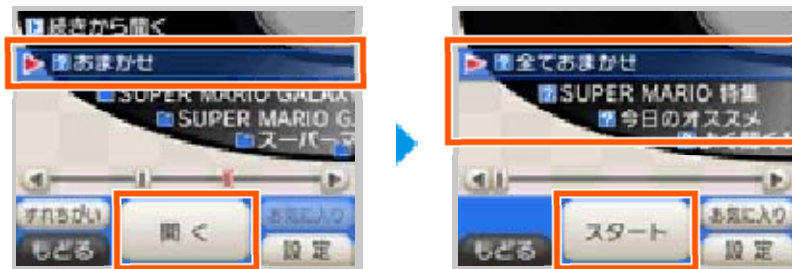 続きから聞く
おまかせ
SUPER MARIO GALAX
SUPER MARIO G
スーパーマ
すれちがい
聞く
お気に入り
もどる
設定
全ておまかせ
SUPER MARIO 特集
今日のオススメ
スタート
お気に入り
もどる
設定